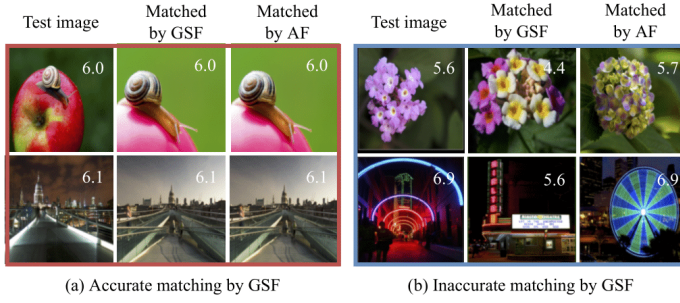 Test image
Matched
by GSF
Matched
by AF
Test image
Matched
by GSF
Matched
by AF
6.0
6.0
6.0
5.6
4.4
5.7
6.1
6.1
6.1
6.9
5.6
6.9
(a) Accurate matching by GSF
(b) Inaccurate matching by GSF